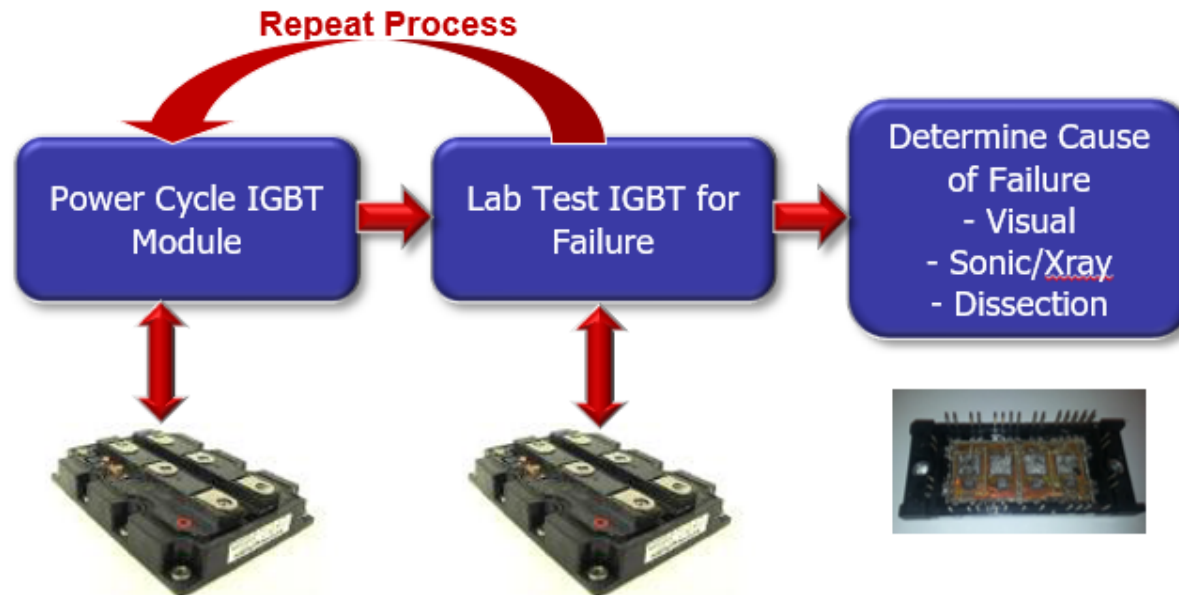 Repeat Process
Power Cycle IGBT
Module
Lab Test IGBT for
Failure
Determine Cause
of Failure
- Visual
- Sonic/Xray
- Dissection